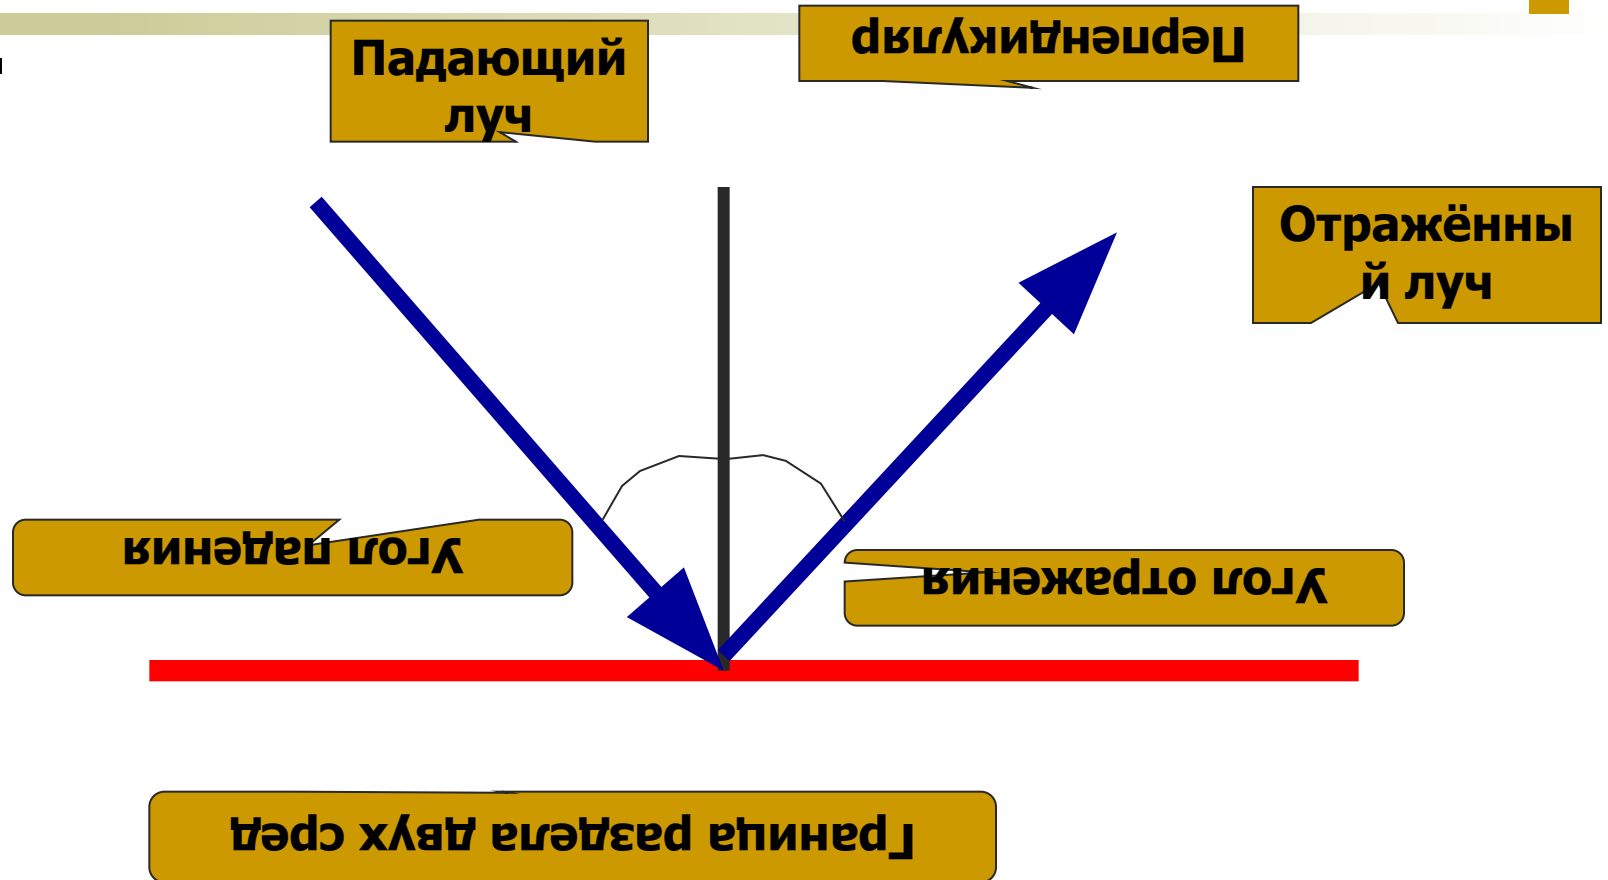 Перпендикуляр
Падающий
луч
Отражённы
й луч
Угол падения
Угол отражения
Граница раздела двух сред